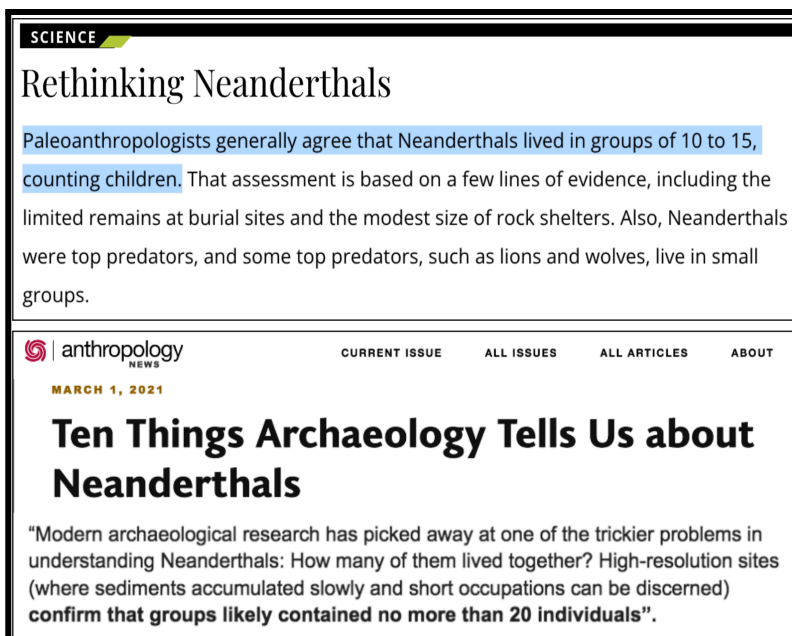 SCIENCE
Rethinking Neanderthals
Paleoanthropologists generally agree that Neanderthals lived in groups of 10 to 15,
counting children. That assessment is based on a few lines of evidence, including the
limited remains at burial sites and the modest size of rock shelters. Also, Neanderthals
were top predators, and some top predators, such as lions and wolves, live in small
groups.
anthropology
NEWS
CURRENT ISSUE ALL ISSUES ALL ARTICLES ABOUT
MARCH 1, 2021
Ten Things Archaeology Tells Us about
Neanderthals
“Modern archaeological research has picked away at one of the trickier problems in
understanding Neanderthals: How many of them lived together? High-resolution sites
(where sediments accumulated slowly and short occupations can be discerned)
confirm that groups likely contained no more than 20 individuals”.